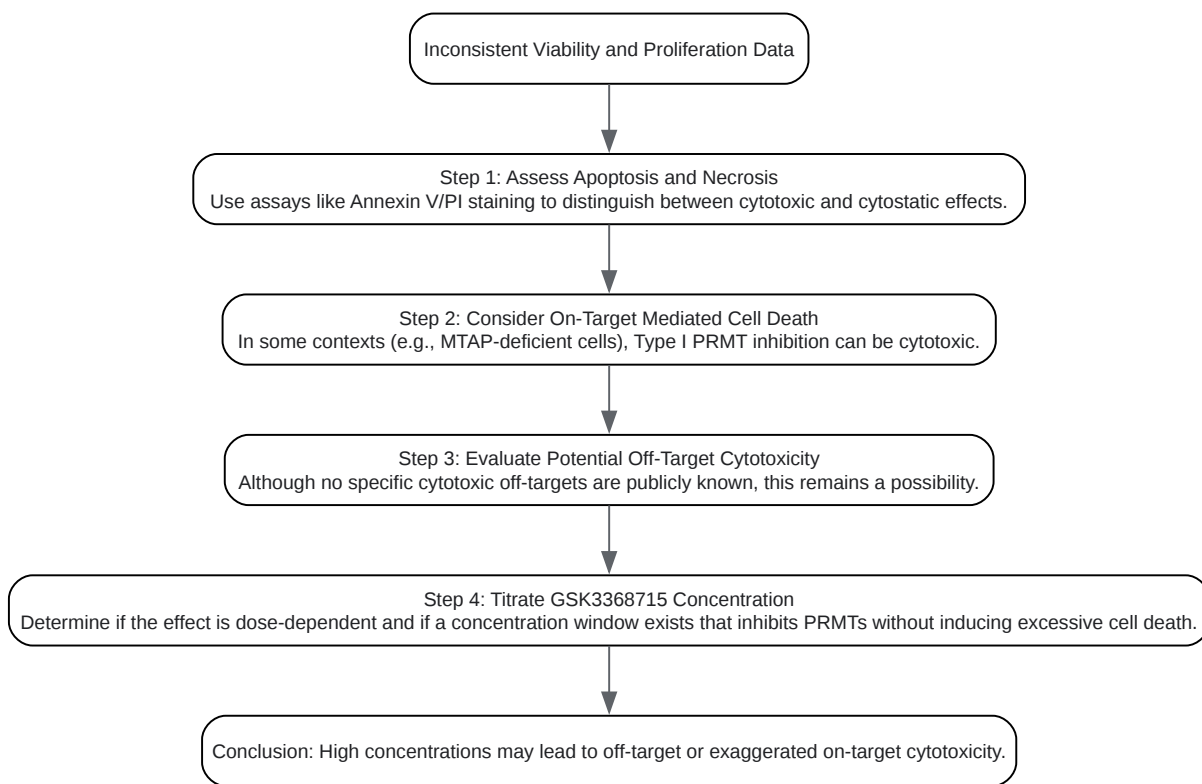 Inconsistent Viability and Proliferation Data
Step 1: Assess Apoptosis and Necrosis
Use assays like Annexin V/PI staining to distinguish between cytotoxic and cytostatic effects.
Step 2: Consider On-Target Mediated Cell Death
In some contexts (e.g., MTAP-deficient cells), Type I PRMT inhibition can be cytotoxic.
Step 3: Evaluate Potential Off-Target Cytotoxicity
Although no specific cytotoxic off-targets are publicly known, this remains a possibility.
Step 4: Titrate GSK3368715 Concentration
Determine if the effect is dose-dependent and if a concentration window exists that inhibits PRMTs without inducing excessive cell death.
Conclusion: High concentrations may lead to off-target or exaggerated on-target cytotoxicity.